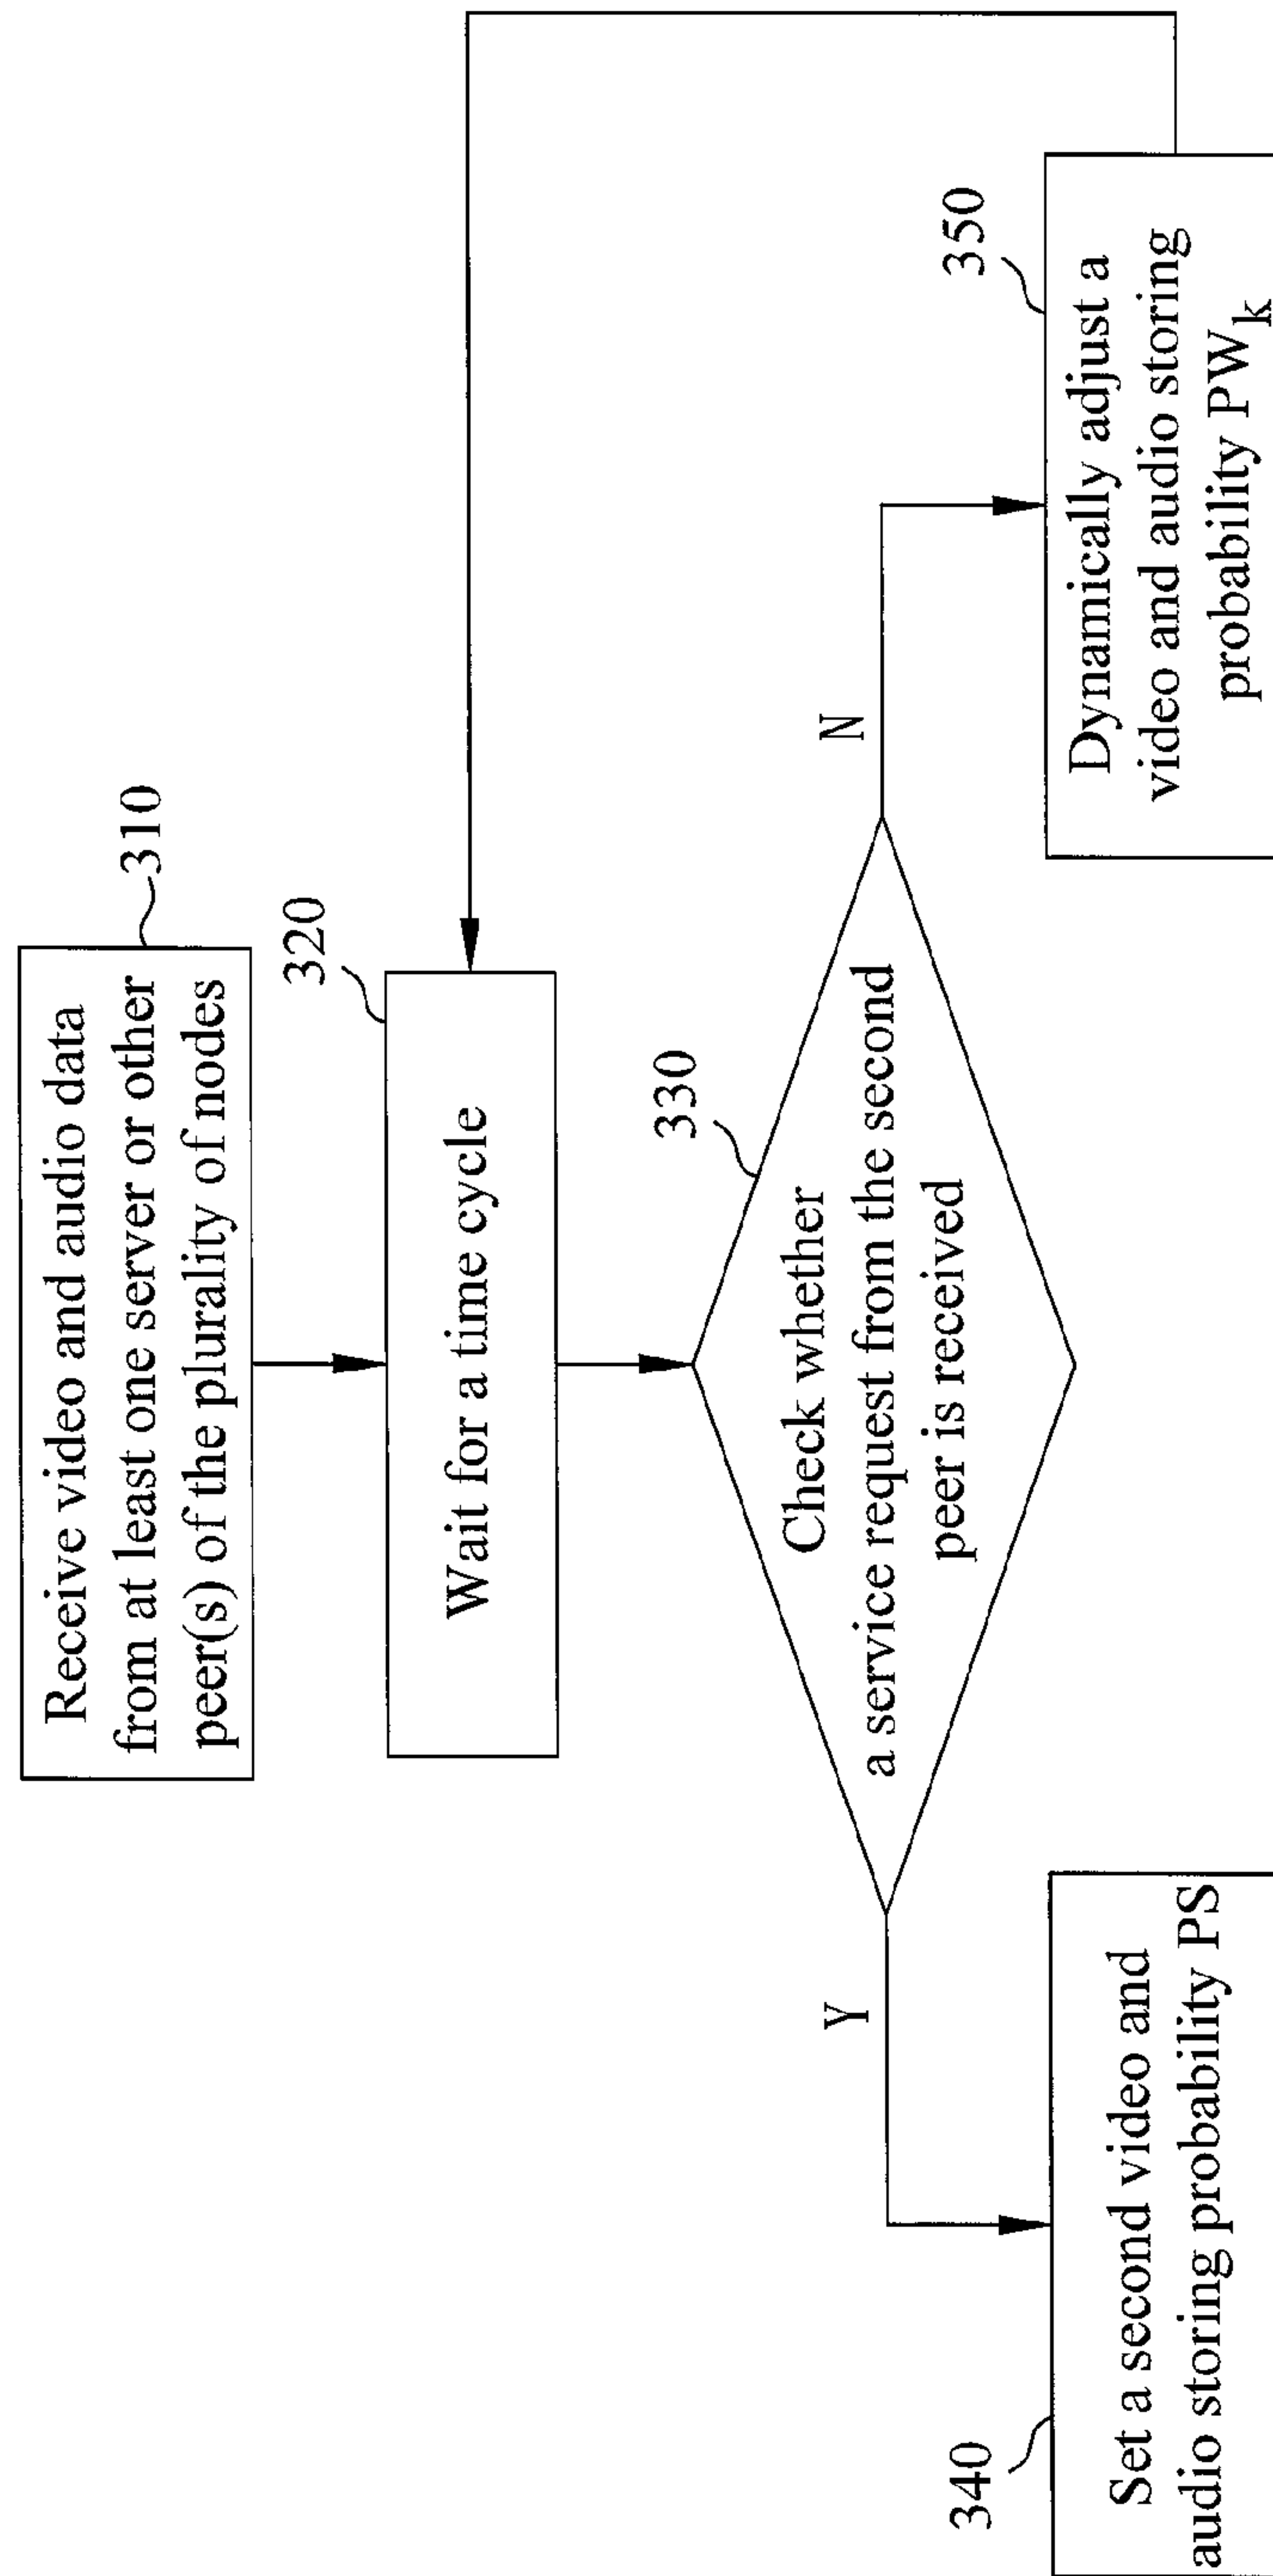 Receive video and audio data
from at least one server or other
peer(s) of the plurality of nodes
310
320
Wait for a time cycle
330
Check whether
a service request from the second
peer is received
Y
N
340
Set a second video and
audio storing probability PS
350
Dynamically adjust a
video and audio storing
probability PWk